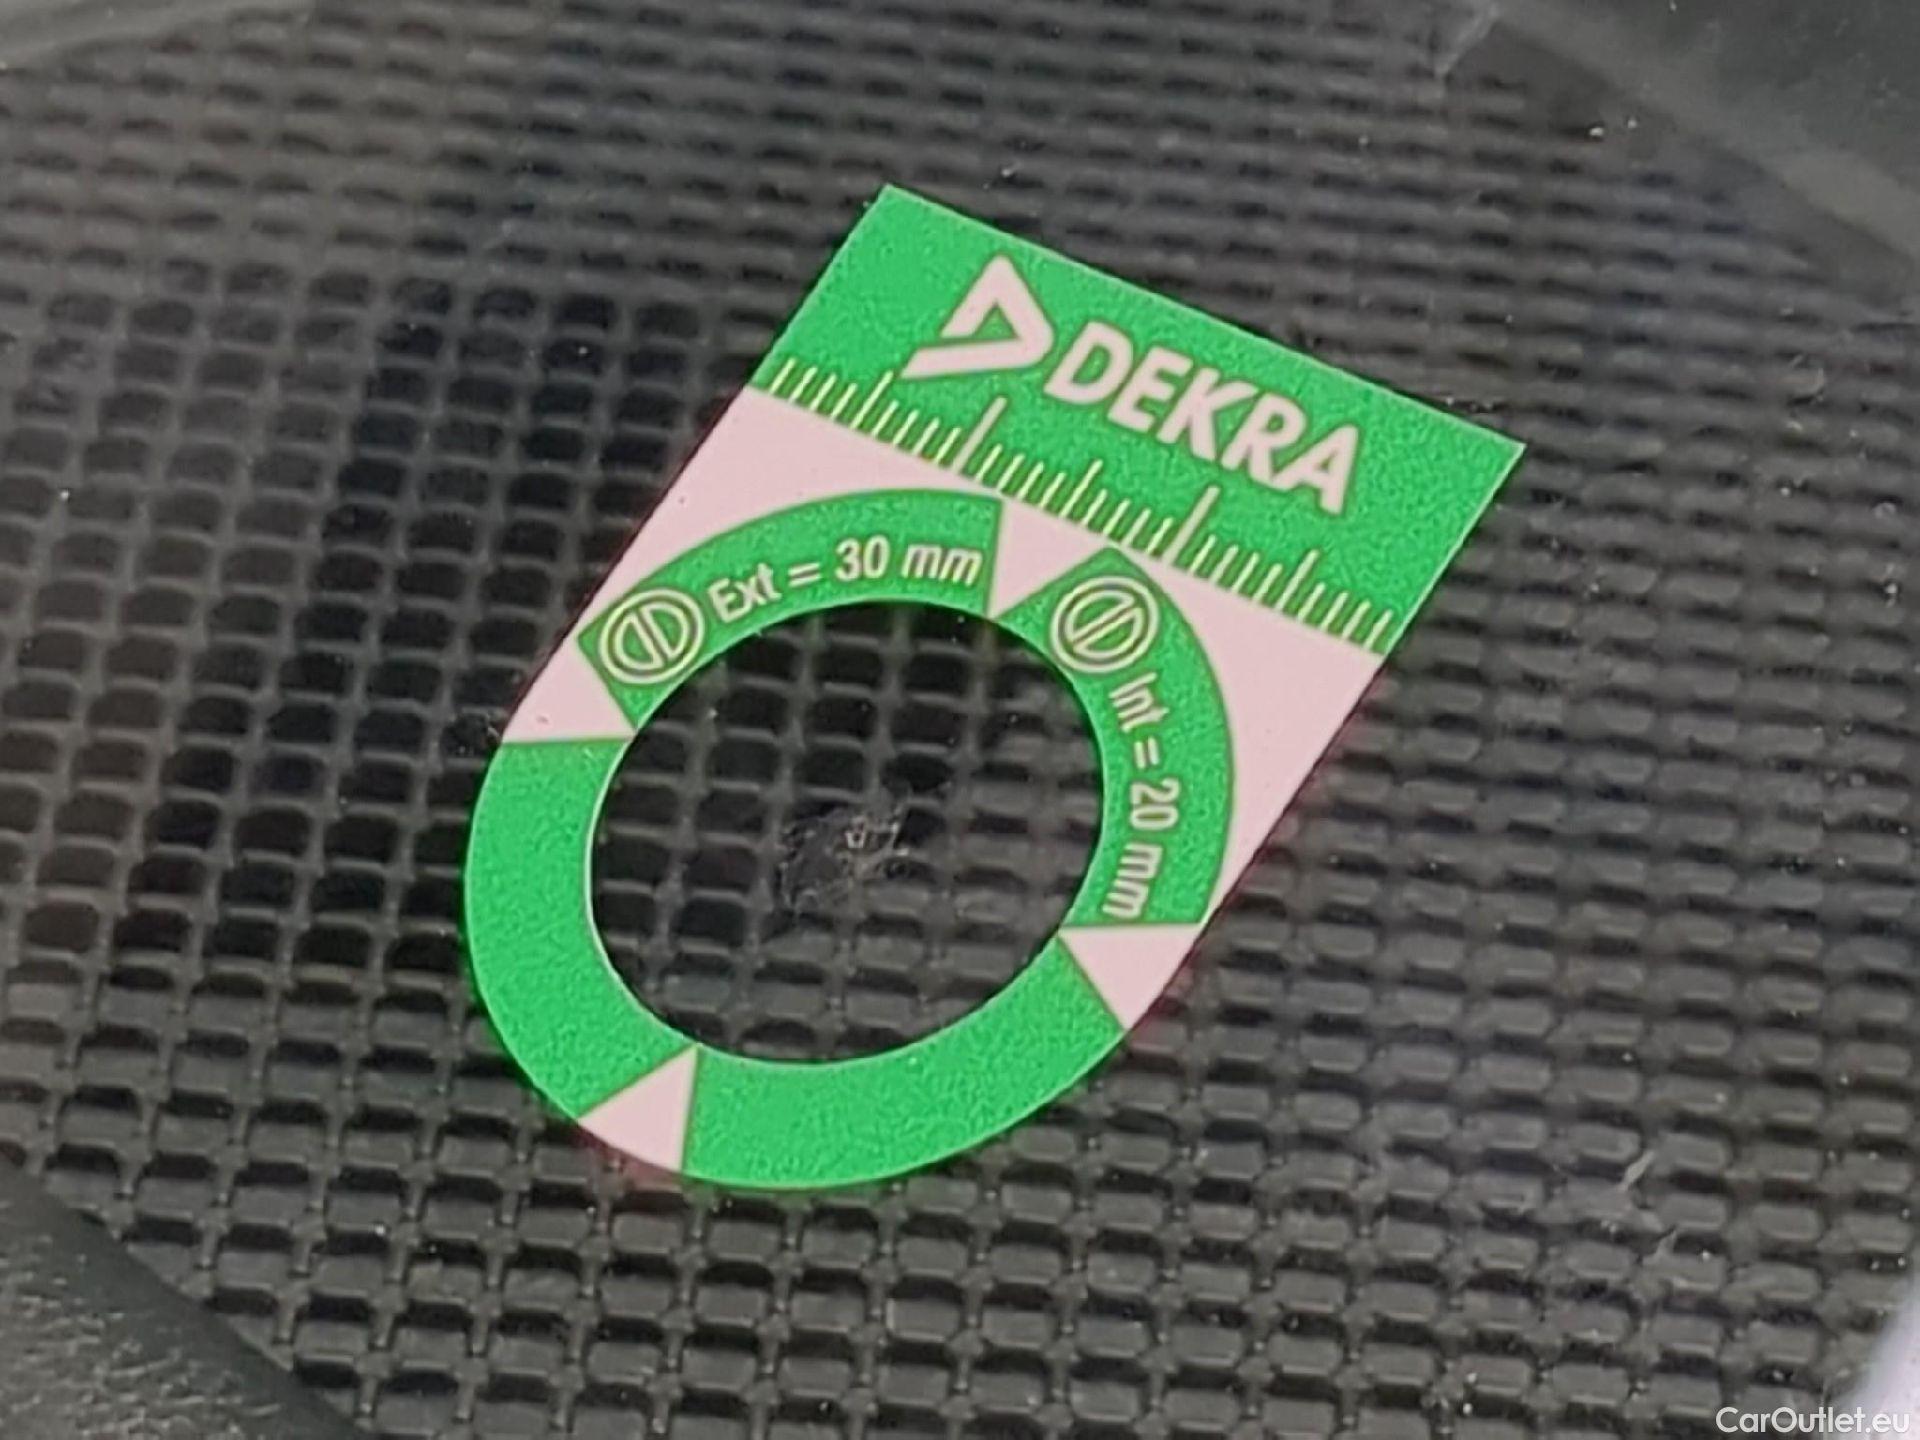 DEKRA
Ext = 30 mm
Int = 20 mm
CarOutlet.eu